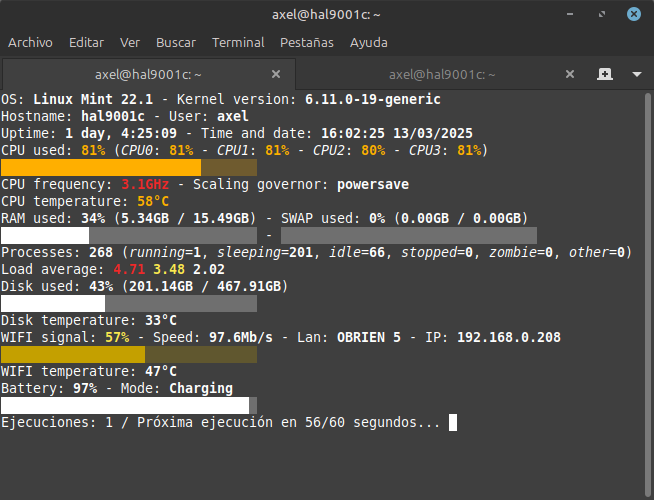 axel@hal9001c: ~
Archivo Editar Ver Buscar Terminal Pestañas Ayuda
axel@hal9001c: ~ axel@hal9001c: ~
OS: Linux Mint 22.1 - Kernel version: 6.11.0-19-generic
Hostname: hal9001c - User: axel
Uptime: 1 day, 4:25:09 - Time and date: 16:02:25 13/03/2025
CPU used: 81% (CPU0: 81% - CPU1: 81% - CPU2: 80% - CPU3: 81%)
CPU frequency: 3.1GHz - Scaling governor: powersave
CPU temperature: 58°C
RAM used: 34% (5.34GB / 15.49GB) - SWAP used: 0% (0.00GB / 0.00GB)
-
Processes: 268 (running=1, sleeping=201, idle=66, stopped=0, zombie=0, other=0)
Load average: 4.71 3.48 2.02
Disk used: 43% (201.14GB / 467.91GB)
Disk temperature: 33°C
WIFI signal: 57% - Speed: 97.6Mb/s - Lan: OBRIEN 5 - IP: 192.168.0.208
WIFI temperature: 47°C
Battery: 97% - Mode: Charging
Ejecuciones: 1 / Próxima ejecución en 56/60 segundos...